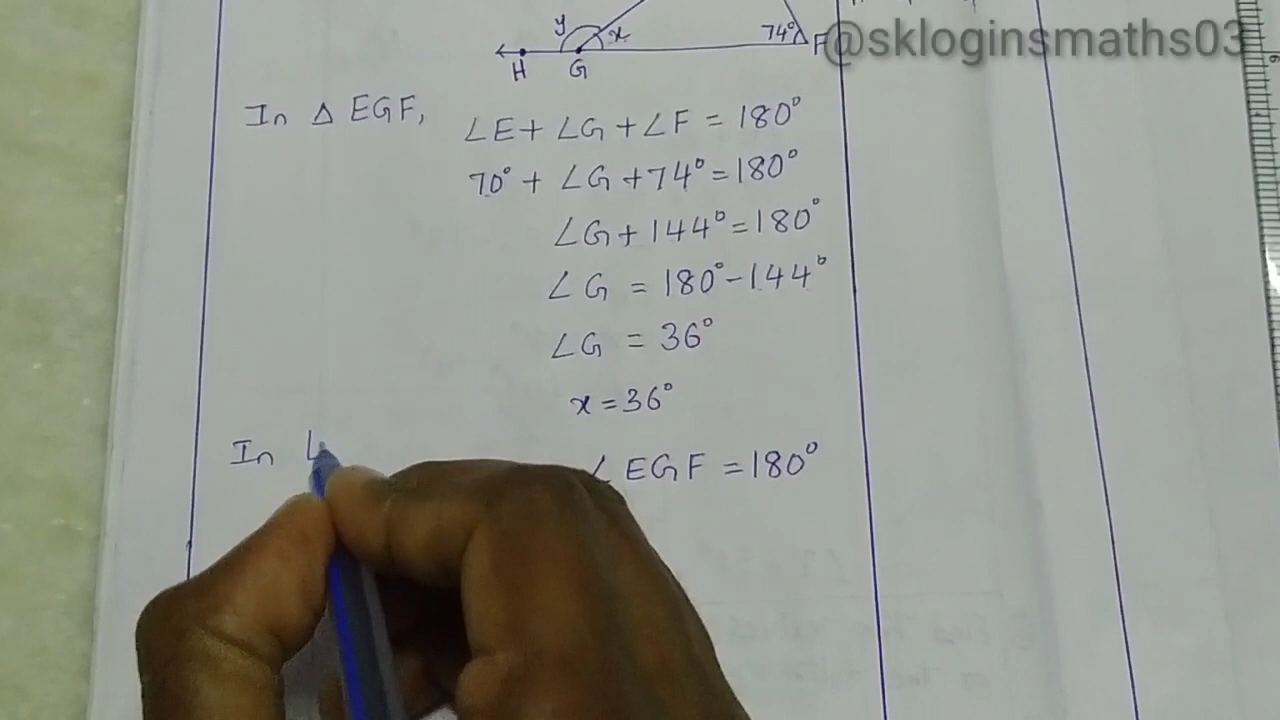 y x 74° F
@skloginsmaths03
H G
In Δ EGF, ∠E + ∠G + ∠F = 180°
70° + ∠G + 74° = 180°
∠G + 144° = 180°
∠G = 180° - 144°
∠G = 36°
x = 36°
In ∠ EGF = 180°